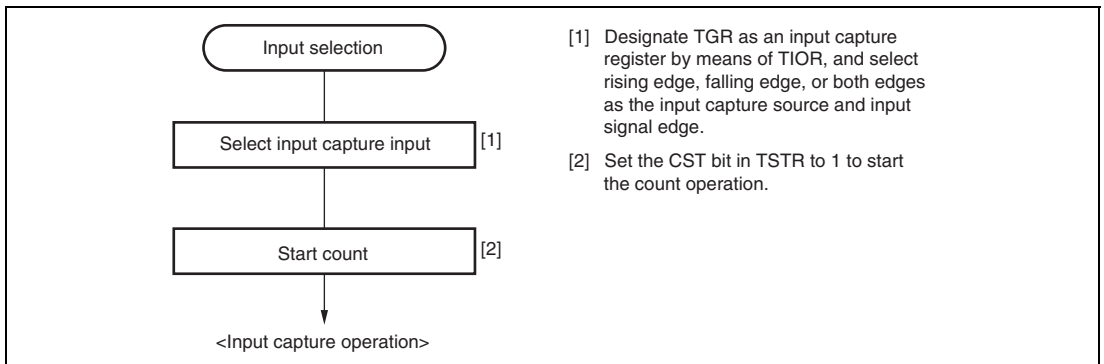 Input selection
Select input capture input
[1]
Start count
[2]
<Input capture operation>
[1] Designate TGR as an input capture
register by means of TIOR, and select
rising edge, falling edge, or both edges
as the input capture source and input
signal edge.
[2] Set the CST bit in TSTR to 1 to start
the count operation.